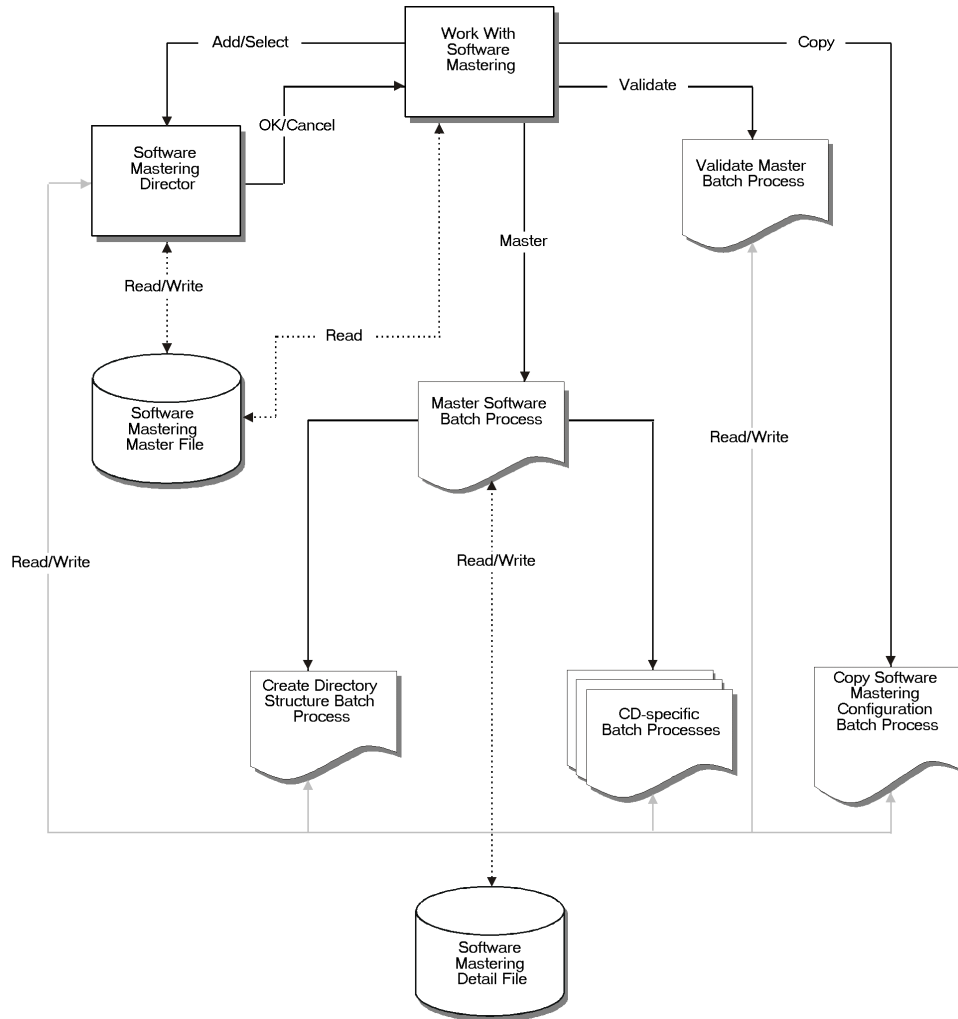 Work With
Software
Mastering
Add/Select
Copy
Validate
OK/Cancel
Software
Mastering
Director
Validate Master
Batch Process
Master
Read/Write
Read
Software
Mastering
Master File
Master Software
Batch Process
Read/Write
Read/Write
Read/Write
Create Directory
Structure Batch
Process
CD-specific
Batch Processes
Copy Software
Mastering
Configuration
Batch Process
Software
Mastering
Detail File